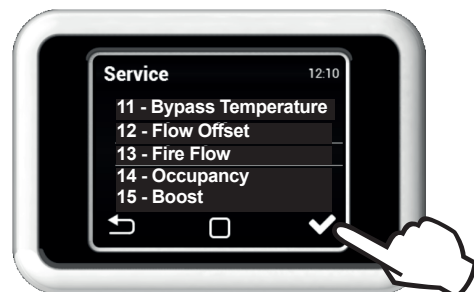 Service 12:10
11 - Bypass Temperature
12 - Flow Offset
13 - Fire Flow
14 - Occupancy
15 - Boost